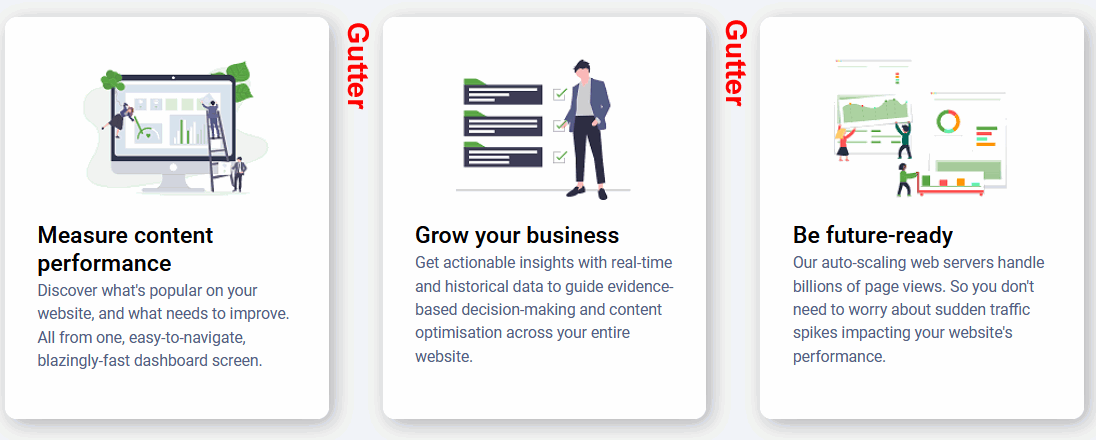 Gutter
Gutter
Measure content
performance
Discover what's popular on your
website, and what needs to improve.
All from one, easy-to-navigate,
blazingly-fast dashboard screen.
Grow your business
Get actionable insights with real-time
and historical data to guide evidence-
based decision-making and content
optimisation across your entire
website.
Be future-ready
Our auto-scaling web servers handle
billions of page views. So you don't
need to worry about sudden traffic
spikes impacting your website's
performance.